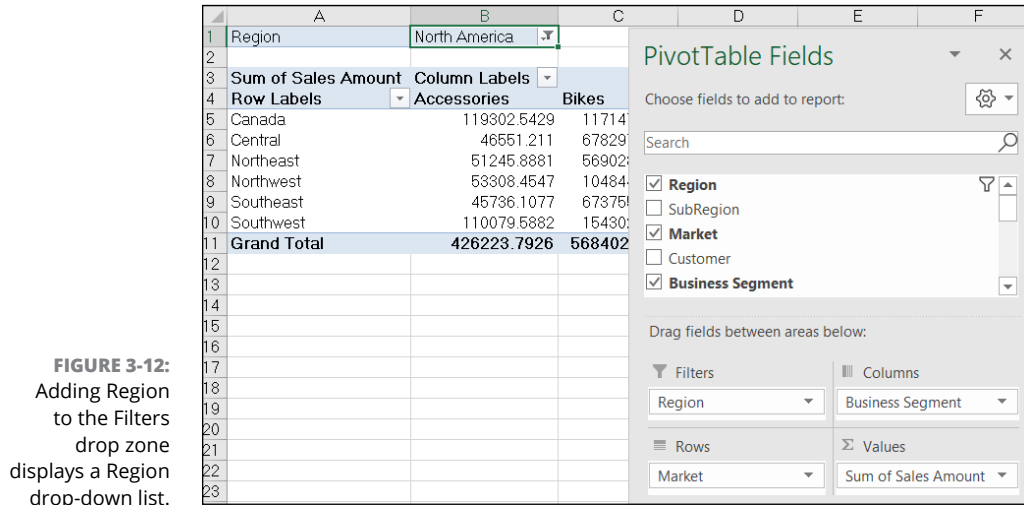 A B C D E F
1 Region North America
2
3 Sum of Sales Amount Column Labels
4 Row Labels Accessories Bikes
5 Canada 119302.5429
6 Central 46551.211
7 Northeast 51245.8881
8 Northwest 53308.4547
9 Southeast 45736.1077
10 Southwest 110079.5882
11 Grand Total 426223.7926
12
13
14
15
16
17
18
19
20
21
22
23
PivotTable Fields
Choose fields to add to report:
Search
Region
SubRegion
Market
Customer
Business Segment
Drag fields between areas below:
Filters
Columns
Region
Business Segment
Rows
Σ Values
Market
Sum of Sales Amount
FIGURE 3-12:
Adding Region
to the Filters
drop zone
displays a Region
drop-down list.